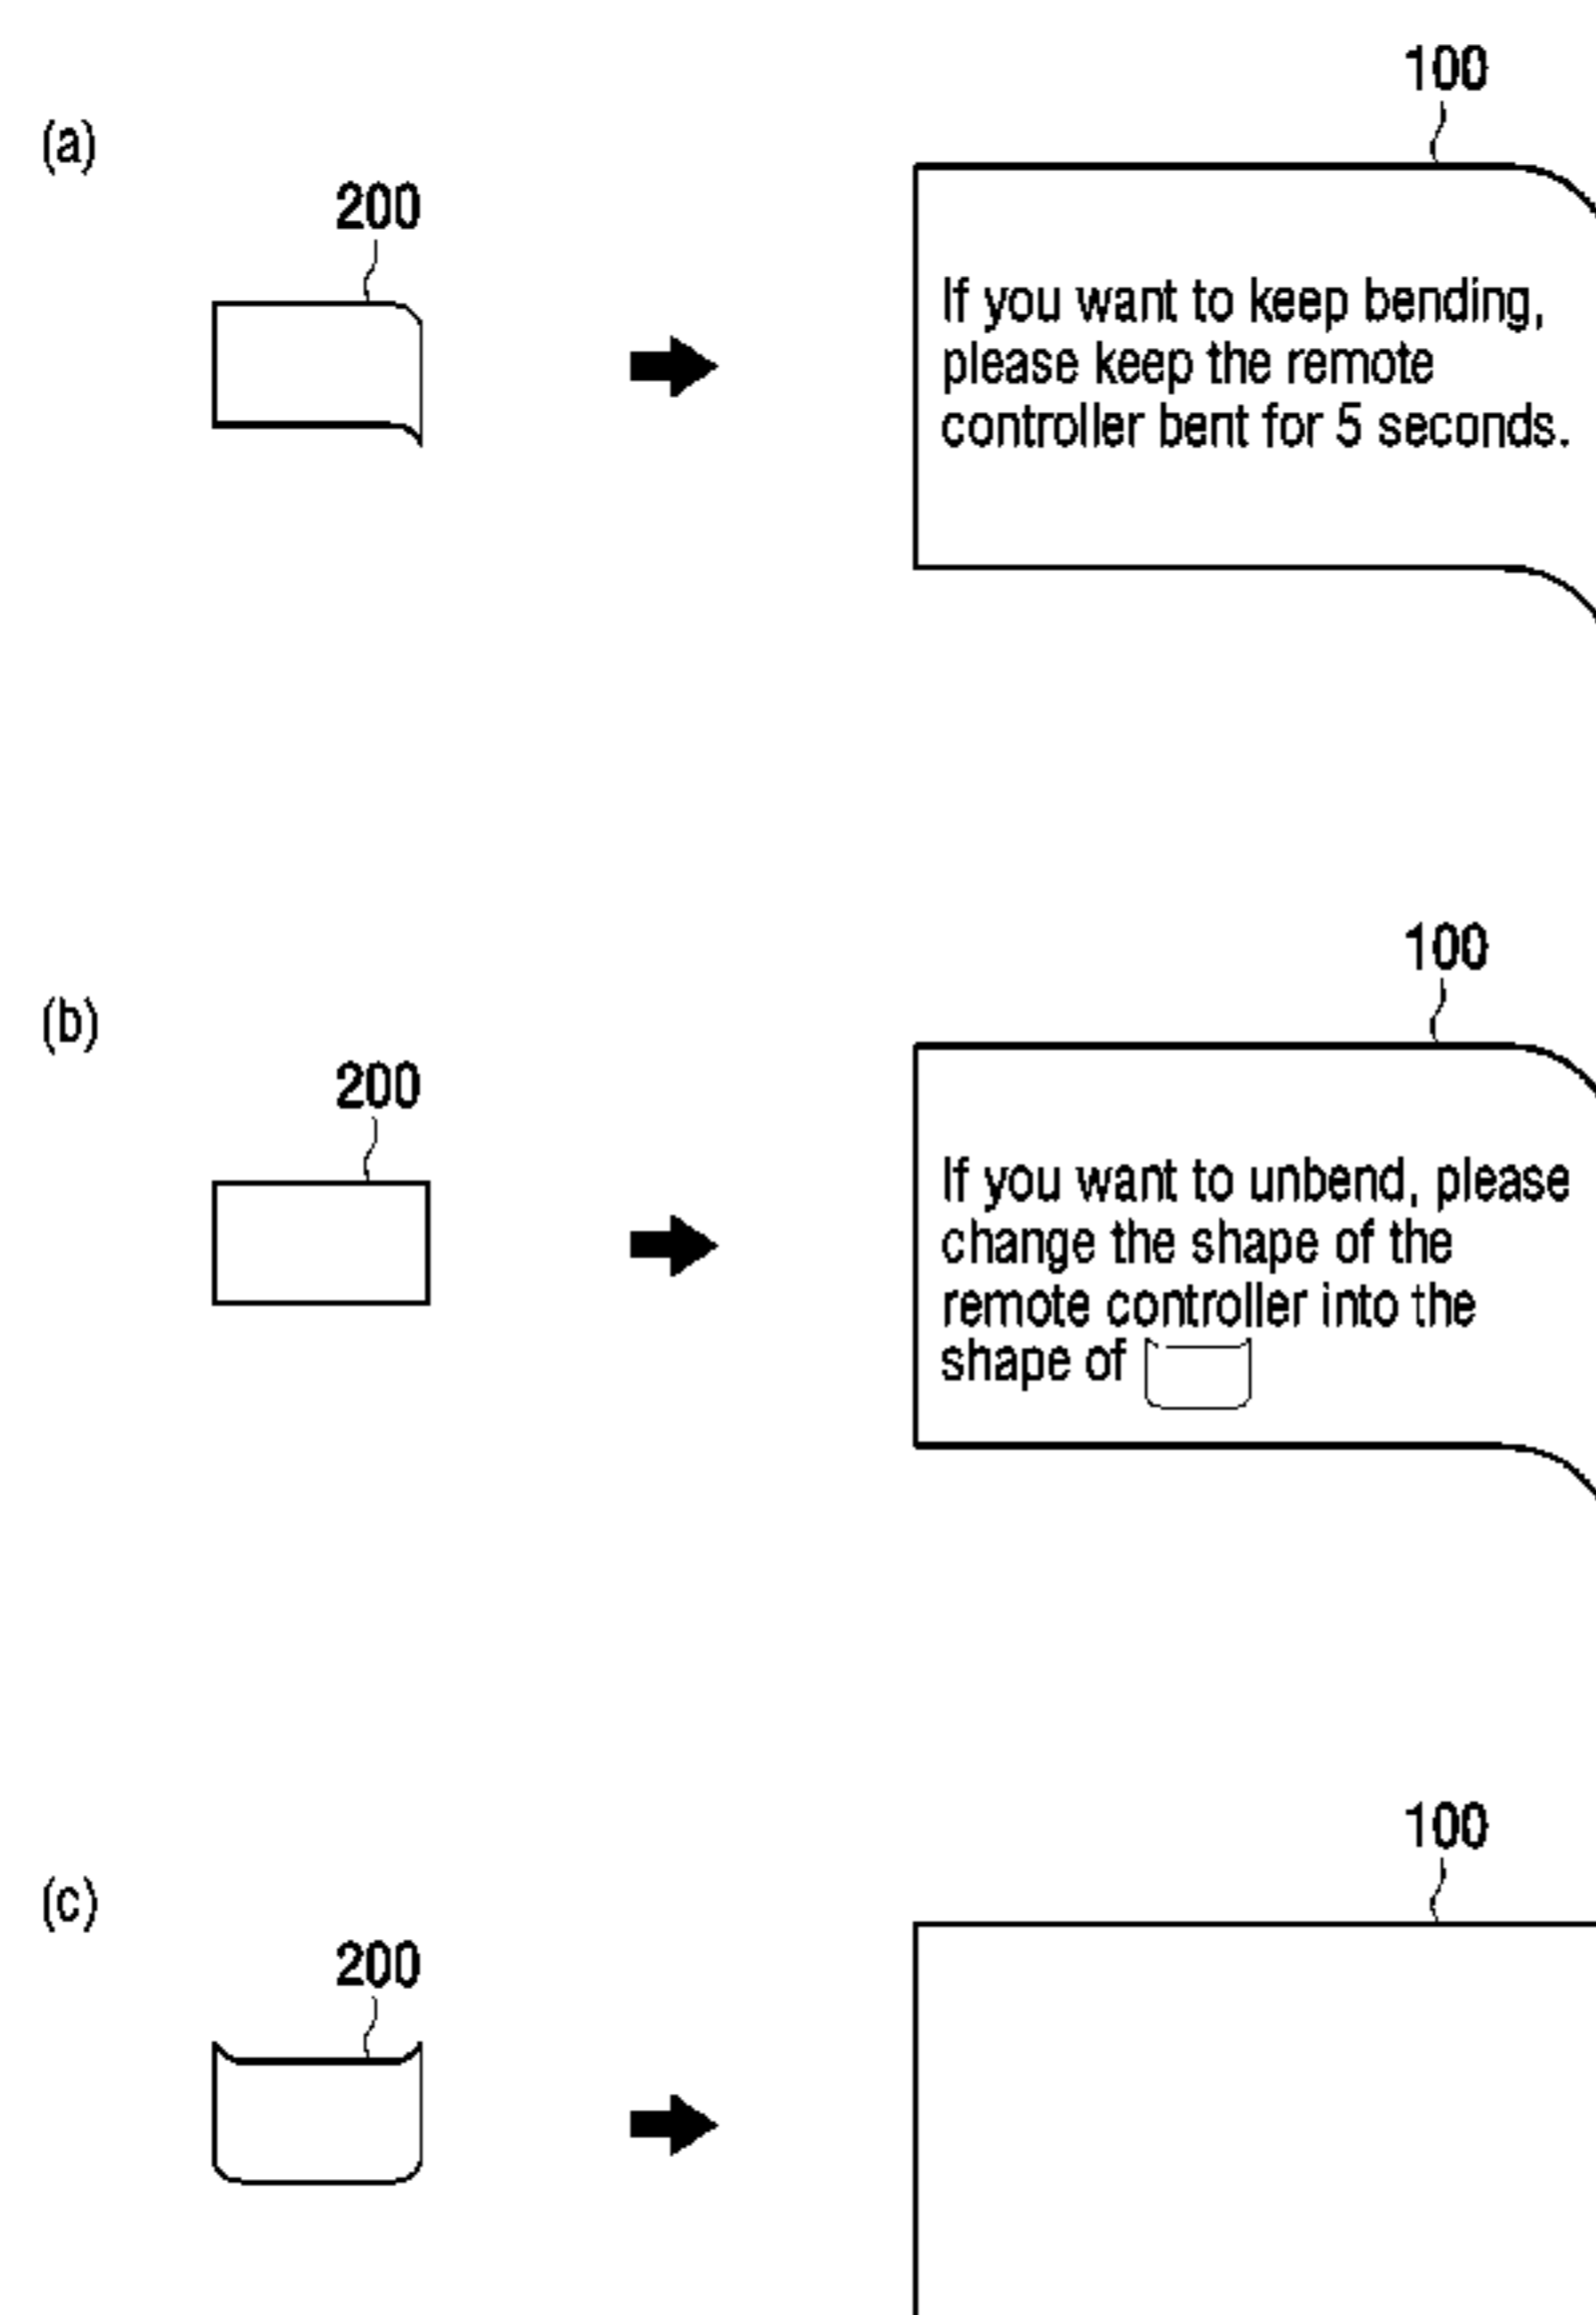 100
(a)
200
If you want to keep bending,
please keep the remote
controller bent for 5 seconds.
100
(b)
200
If you want to unbend, please
change the shape of the
remote controller into the
shape of
100
(c)
200